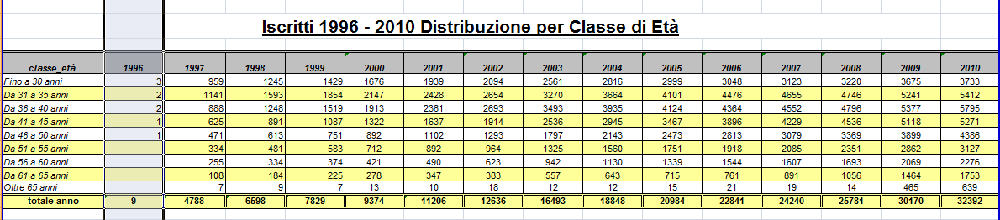 Iscritti 1996 - 2010 Distribuzione per Classe di Età
classe_età 1996 1997 1998 1999 2000 2001 2002 2003 2004 2005 2006 2007 2008 2009 2010
Fino a 30 anni 3 959 1245 1429 1676 1939 2094 2561 2816 2999 3048 3123 3220 3675 3733
Da 31 a 35 anni 2 1141 1593 1854 2147 2428 2654 3270 3664 4101 4476 4655 4746 5241 5412
Da 36 a 40 anni 2 888 1248 1519 1913 2361 2693 3493 3935 4124 4364 4552 4796 5377 5795
Da 41 a 45 anni 1 625 891 1087 1322 1637 1914 2536 2945 3467 3896 4229 4536 5118 5271
Da 46 a 50 anni 1 471 613 751 892 1102 1293 1797 2143 2473 2813 3079 3369 3899 4386
Da 51 a 55 anni 334 481 583 712 892 964 1325 1560 1751 1918 2085 2351 2862 3127
Da 56 a 60 anni 255 334 374 421 490 623 942 1130 1339 1544 1607 1693 2069 2276
Da 61 a 65 anni 108 184 225 278 347 383 557 643 715 761 891 1056 1464 1753
Oltre 65 anni 7 9 7 13 10 18 12 12 15 21 19 14 465 639
totale anno 9 4788 6598 7829 9374 11206 12636 16493 18848 20984 22841 24240 25781 30170 32392